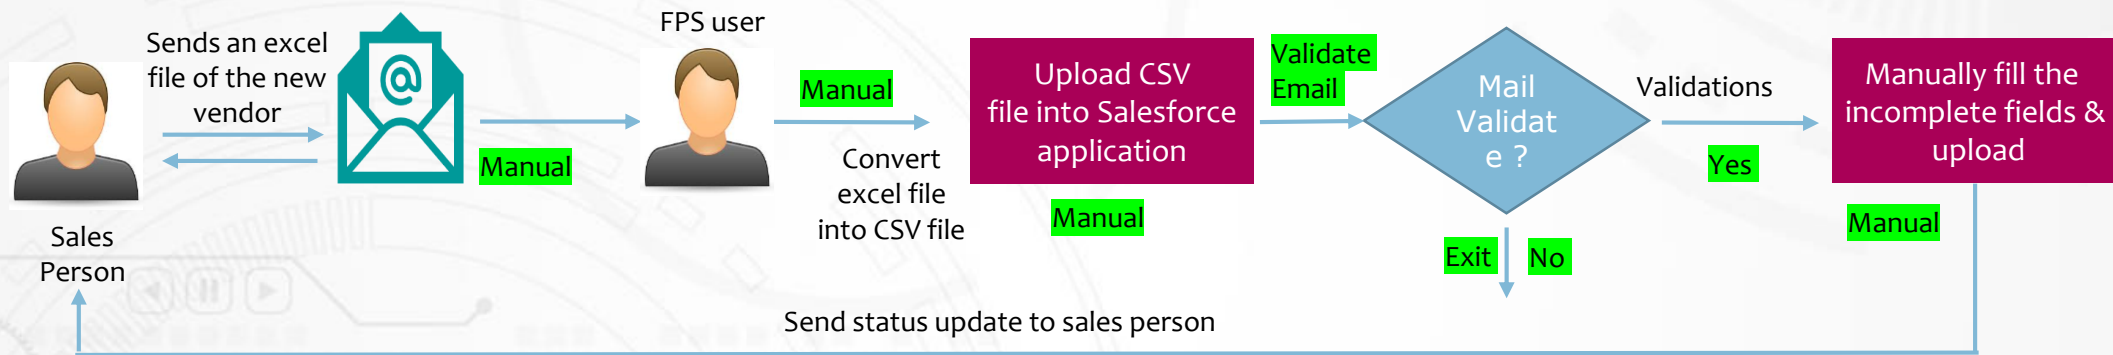 Sends an excel
file of the new
vendor
Sales
Person
@
Manual
FPS user
Manual
Convert
excel file
into CSV file
Upload CSV
file into Salesforce
application
Manual
Validate
Email
Mail
Validat
e ?
Exit
No
Validations
Yes
Manually fill the
incomplete fields &
upload
Manual
Send status update to sales person